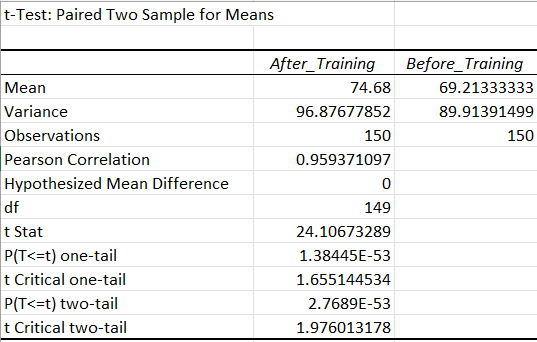 t-Test: Paired Two Sample for Means
After_Training Before_Training
Mean 74.68 69.21333333
Variance 96.87677852 89.91391499
Observations 150 150
Pearson Correlation 0.959371097
Hypothesized Mean Difference 0
df 149
t Stat 24.10673289
P(T<=t) one-tail 1.38445E-53
t Critical one-tail 1.655144534
P(T<=t) two-tail 2.7689E-53
t Critical two-tail 1.976013178